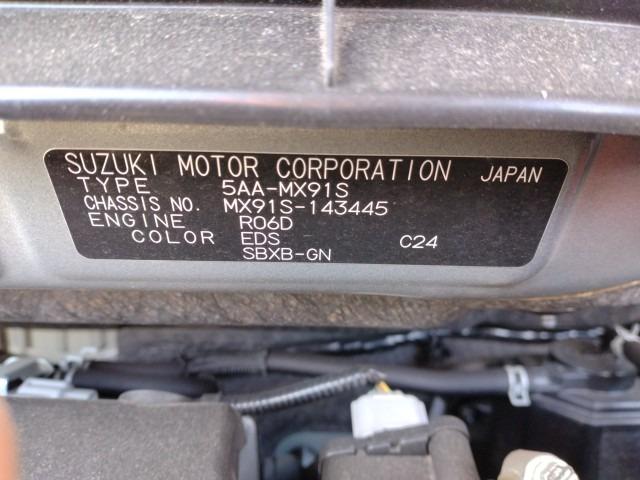 SUZUKI MOTOR CORPORATION JAPAN
TYPE 5AA-MX91S
CHASSIS NO. MX91S-143445
ENGINE R06D
COLOR EDS C24
SBXB-GN